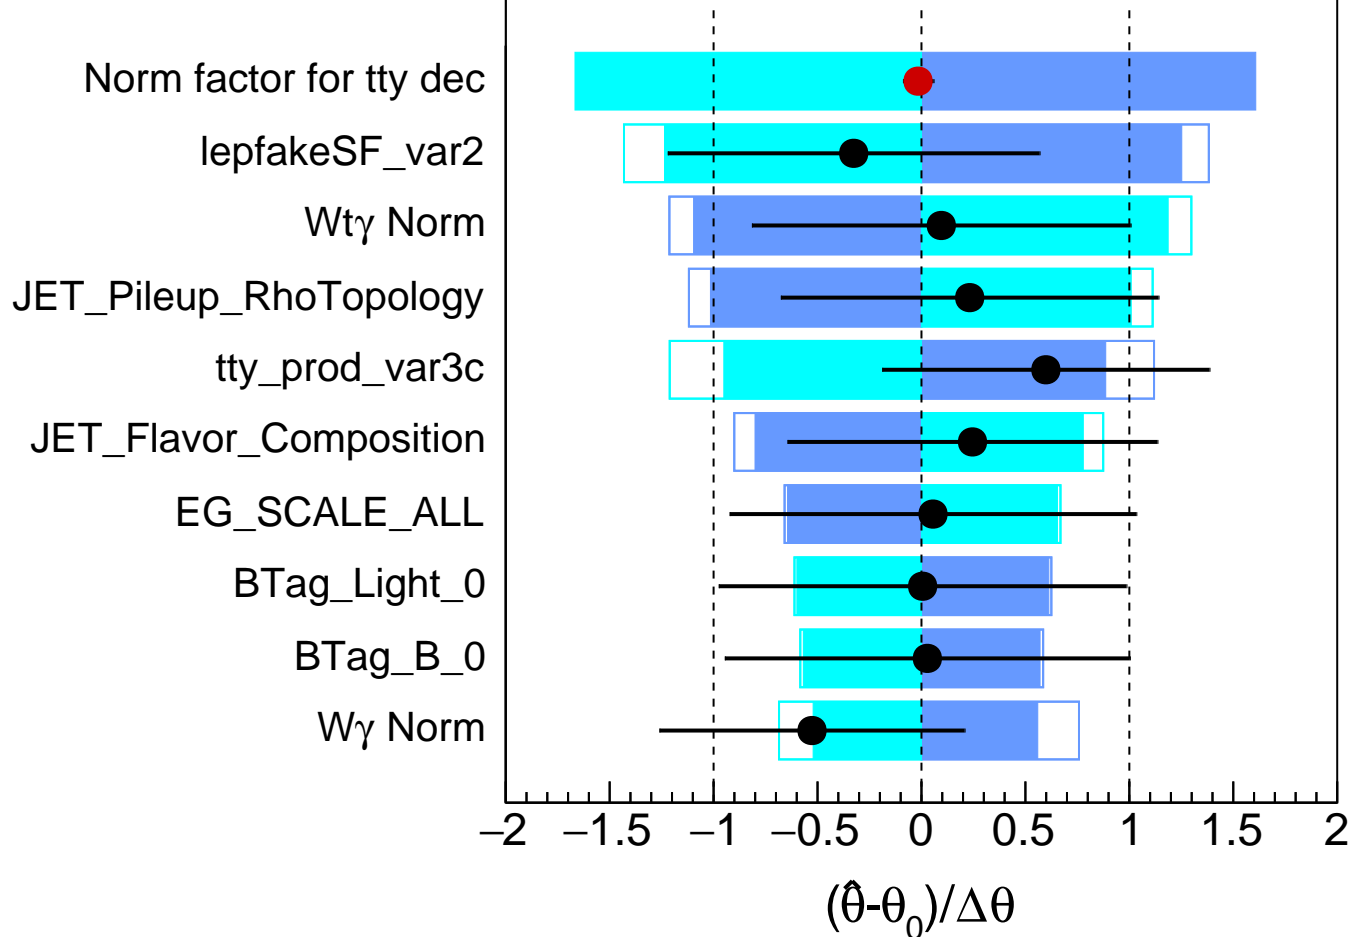 Norm factor for tty dec
lepfakeSF_var2
Wtγ Norm
JET_Pileup_RhoTopology
tty_prod_var3c
JET_Flavor_Composition
EG_SCALE_ALL
BTag_Light_0
BTag_B_0
Wγ Norm
−2 −1.5 −1 −0.5 0 0.5 1 1.5 2
(θ̂-θ₀)/Δθ